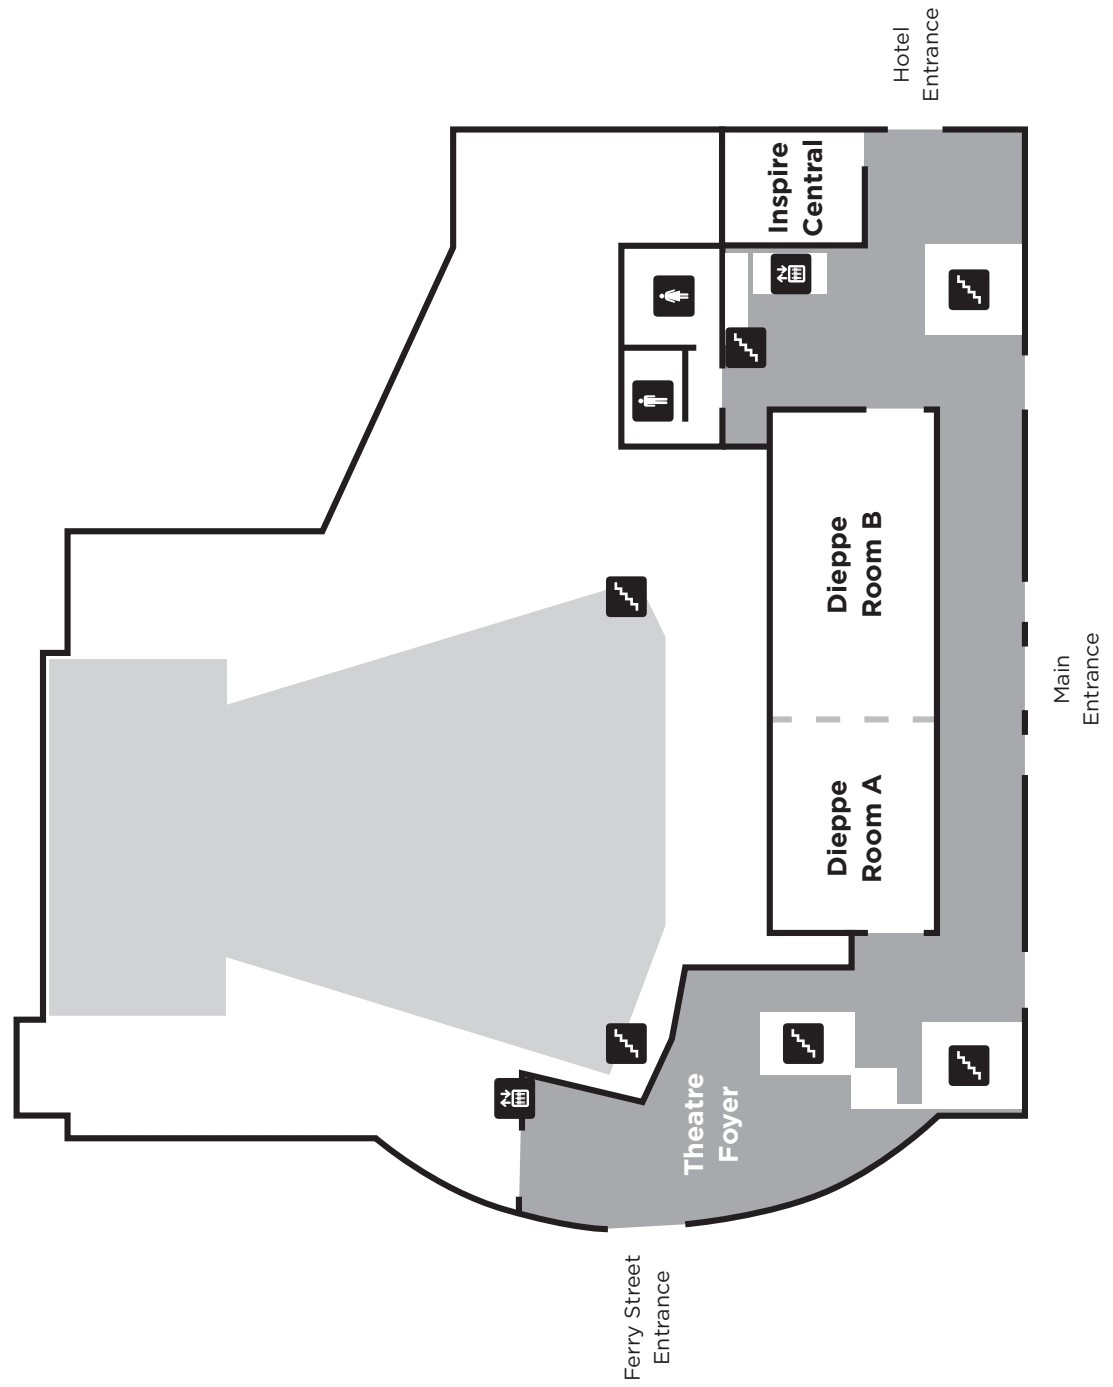 Hotel
Entrance
Inspire
Central
Dieppe
Room B
Main
Entrance
Dieppe
Room A
Theatre
Foyer
Ferry Street
Entrance